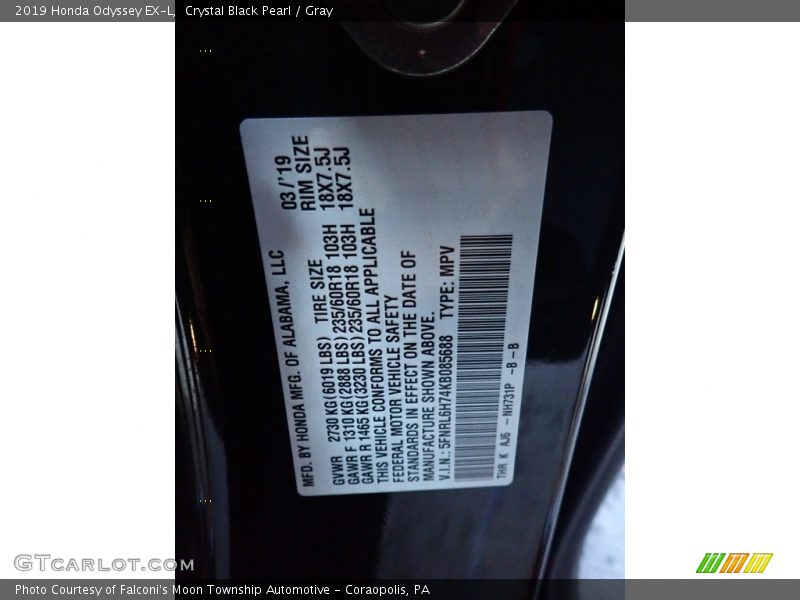 2019 Honda Odyssey EX-L, Crystal Black Pearl / Gray
MFD. BY HONDA MFG. OF ALABAMA, LLC 03/'19
TIRE SIZE RIM SIZE
GVWR 2730 KG(6019 LBS)
GAWR F 1310 KG(2888 LBS) 235/60R18 103H 18X7.5J
GAWR R 1465 KG(3230 LBS) 235/60R18 103H 18X7.5J
THIS VEHICLE CONFORMS TO ALL APPLICABLE
FEDERAL MOTOR VEHICLE SAFETY
STANDARDS IN EFFECT ON THE DATE OF
MANUFACTURE SHOWN ABOVE.
V.I.N.: 5FNRL6H74KB085688 TYPE: MPV
THR K AJ6 -NH731P -B-B
GTcarlot.com
Photo Courtesy of Falconi's Moon Township Automotive - Coraopolis, PA